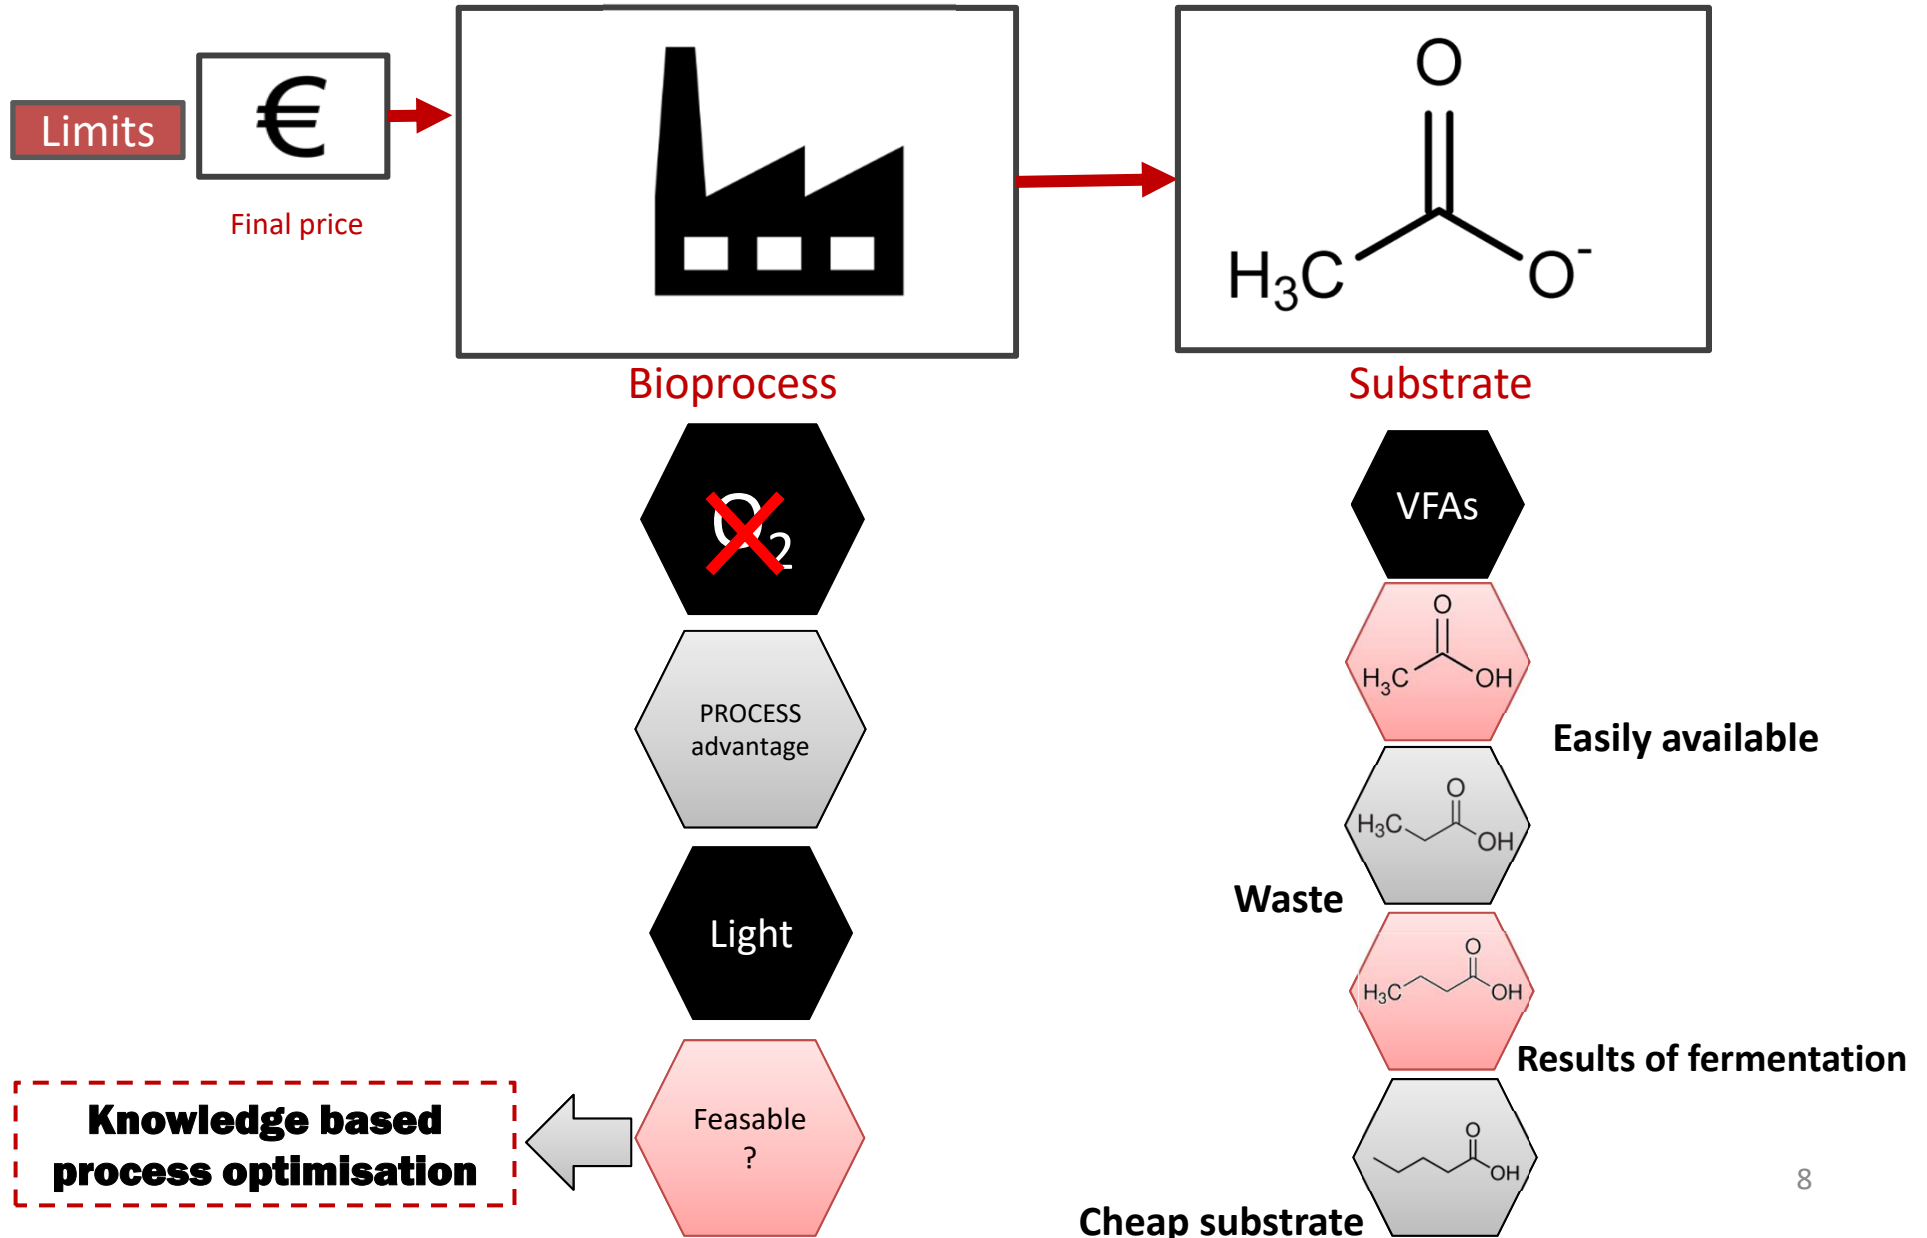 Limits
€
Final price
Bioprocess
Substrate
O
H₃C
O⁻
O₂
PROCESS
advantage
Light
Feasable
?
Knowledge based
process optimisation
VFAs
O
H₃C
OH
Easily available
O
H₃C
OH
Waste
O
H₃C
OH
Results of fermentation
O
OH
Cheap substrate
8